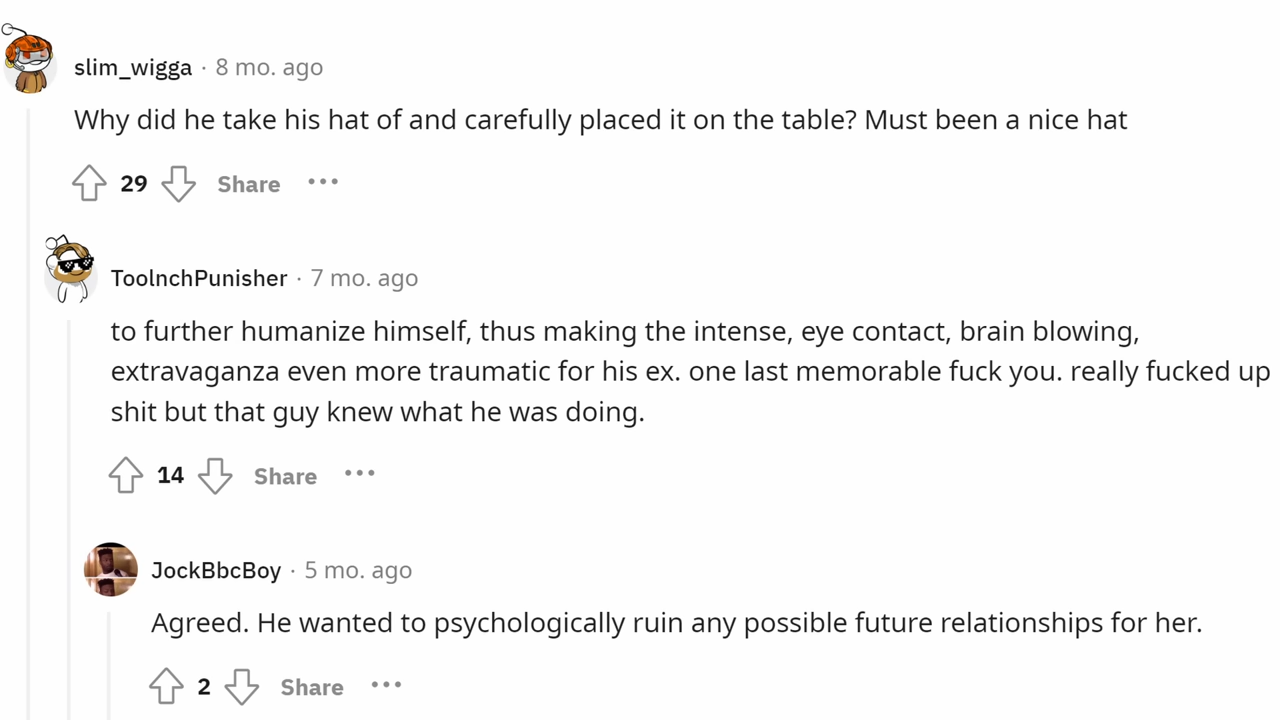 slim_wigga · 8 mo. ago
Why did he take his hat of and carefully placed it on the table? Must been a nice hat
29 Share ···
ToolnchPunisher · 7 mo. ago
to further humanize himself, thus making the intense, eye contact, brain blowing,
extravaganza even more traumatic for his ex. one last memorable fuck you. really fucked up
shit but that guy knew what he was doing.
14 Share ···
JockBbcBoy · 5 mo. ago
Agreed. He wanted to psychologically ruin any possible future relationships for her.
2 Share ···